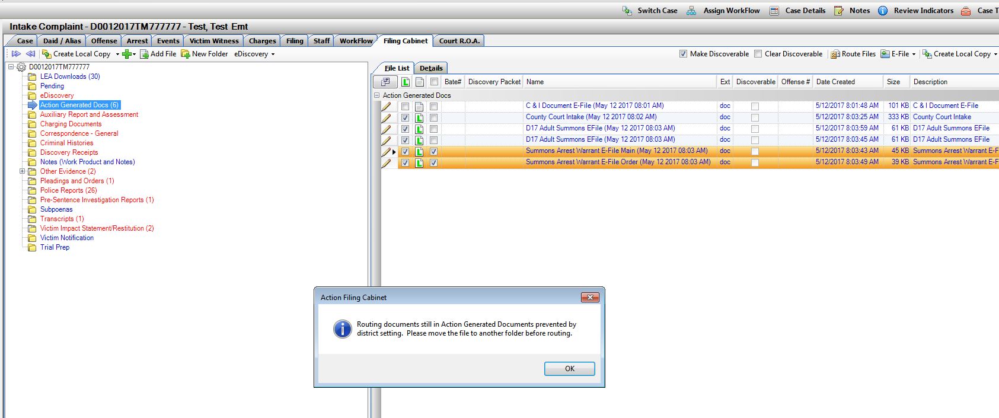 Switch Case Assign WorkFlow Case Details Notes Review Indicators Case T
Intake Complaint - D0012017TM777777 - Test, Test Emt
Case Daid / Alias Offense Arrest Events Victim Witness Charges Filing Staff WorkFlow Filing Cabinet Court R.O.A.
Create Local Copy Add File New Folder eDiscovery Make Discoverable Clear Discoverable Route Files E-File Create Local Copy
D0012017TM777777
LEA Downloads (30)
Pending
eDiscovery
Action Generated Docs (6)
Auxiliary Report and Assessment
Charging Documents
Correspondence - General
Criminal Histories
Discovery Receipts
Notes (Work Product and Notes)
Other Evidence (2)
Pleadings and Orders (1)
Police Reports (26)
Pre-Sentence Investigation Reports (1)
Subpoenas
Transcripts (1)
Victim Impact Statement/Restitution (2)
Victim Notification
Trial Prep
File List Details
L Bate# Discovery Packet Name Ext Discoverable Offense # Date Created Size Description
Action Generated Docs
C & I Document E-File (May 12 2017 08:01 AM) doc 5/12/2017 8:01:48 AM 101 KB C & I Document E-File
L County Court Intake (May 12 2017 08:02 AM) doc 5/12/2017 8:03:25 AM 333 KB County Court Intake
L D17 Adult Summons EFile (May 12 2017 08:03 AM) doc 5/12/2017 8:03:59 AM 61 KB D17 Adult Summons EFile
L D17 Adult Summons EFile (May 12 2017 08:03 AM) doc 5/12/2017 8:03:45 AM 61 KB D17 Adult Summons EFile
L Summons Arrest Warrant E-File Main (May 12 2017 08:03 AM) doc 5/12/2017 8:03:43 AM 45 KB Summons Arrest Warrant E-F
L Summons Arrest Warrant E-File Order (May 12 2017 08:03 AM) doc 5/12/2017 8:03:49 AM 39 KB Summons Arrest Warrant E-F
Action Filing Cabinet
Routing documents still in Action Generated Documents prevented by
district setting. Please move the file to another folder before routing.
OK